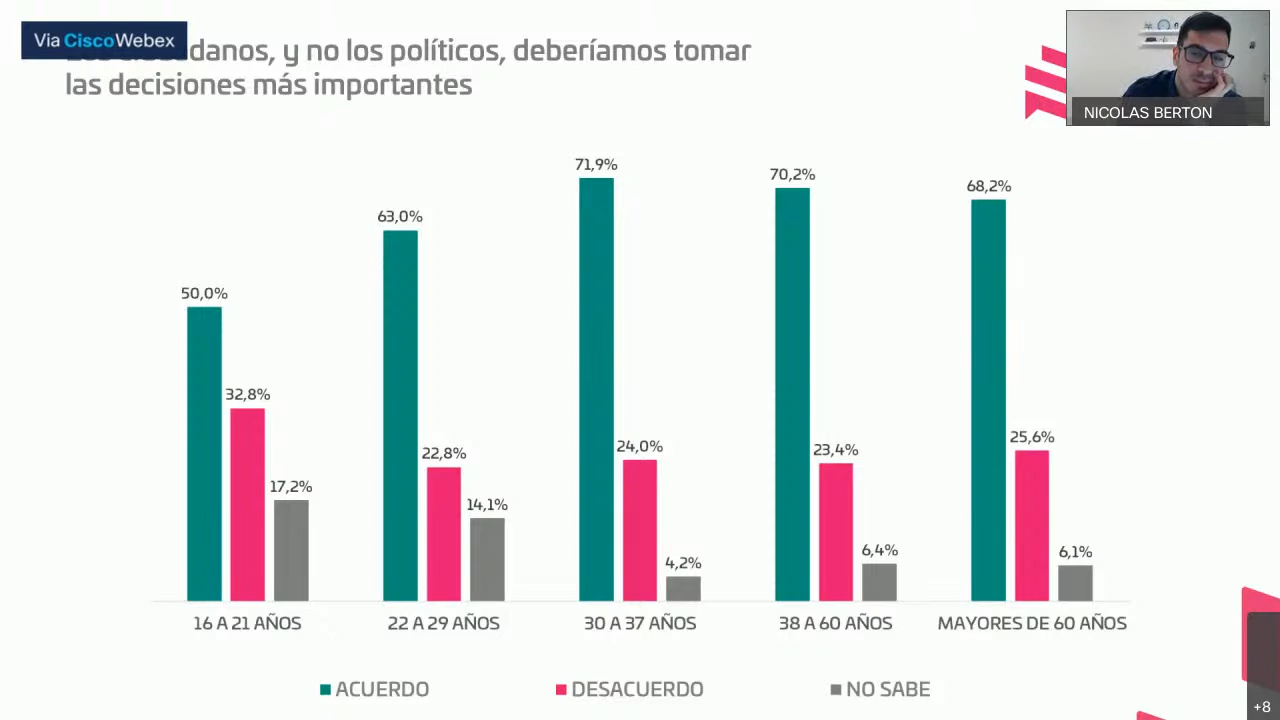 Via Cisco Webex
danos, y no los políticos, deberíamos tomar
las decisiones más importantes
NICOLAS BERTON
71,9%
70,2%
68,2%
63,0%
50,0%
32,8%
22,8%
24,0%
23,4%
25,6%
17,2%
14,1%
4,2%
6,4%
6,1%
16 A 21 AÑOS
22 A 29 AÑOS
30 A 37 AÑOS
38 A 60 AÑOS
MAYORES DE 60 AÑOS
ACUERDO
DESACUERDO
NO SABE
+8